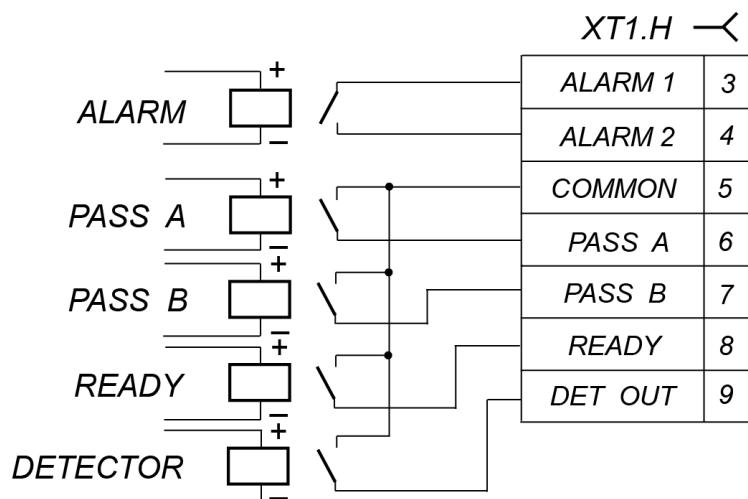 XT1.H
+
ALARM 1 3
ALARM
−
ALARM 2 4
+
COMMON 5
PASS A
−
PASS A 6
+
PASS B
PASS B 7
−
+
READY 8
READY
DET OUT 9
−
+
DETECTOR
−